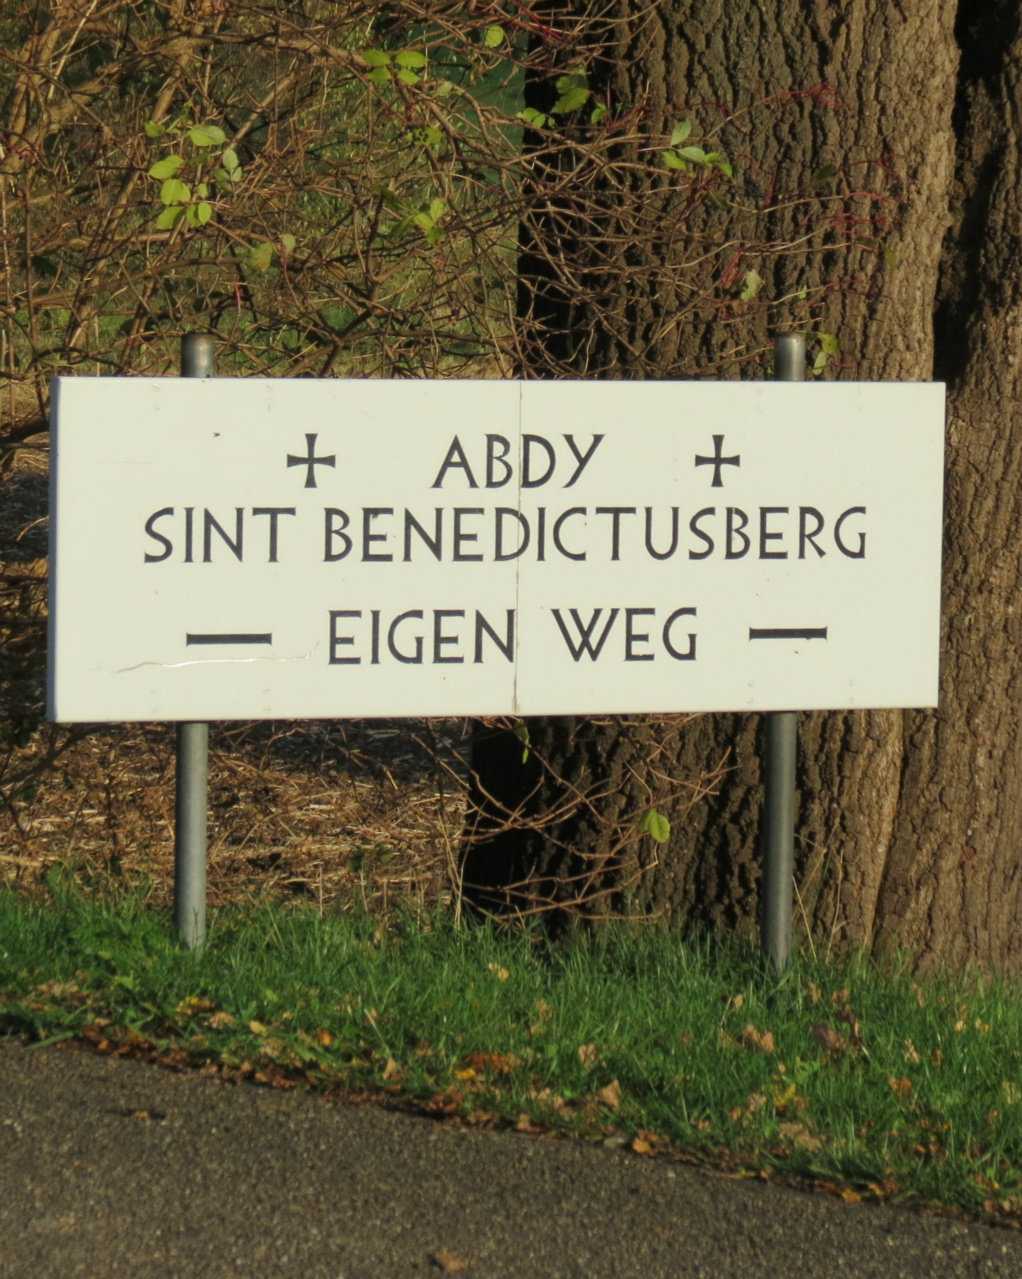 ABDY
SINT BENEDICTUSBERG
— EIGEN WEG —